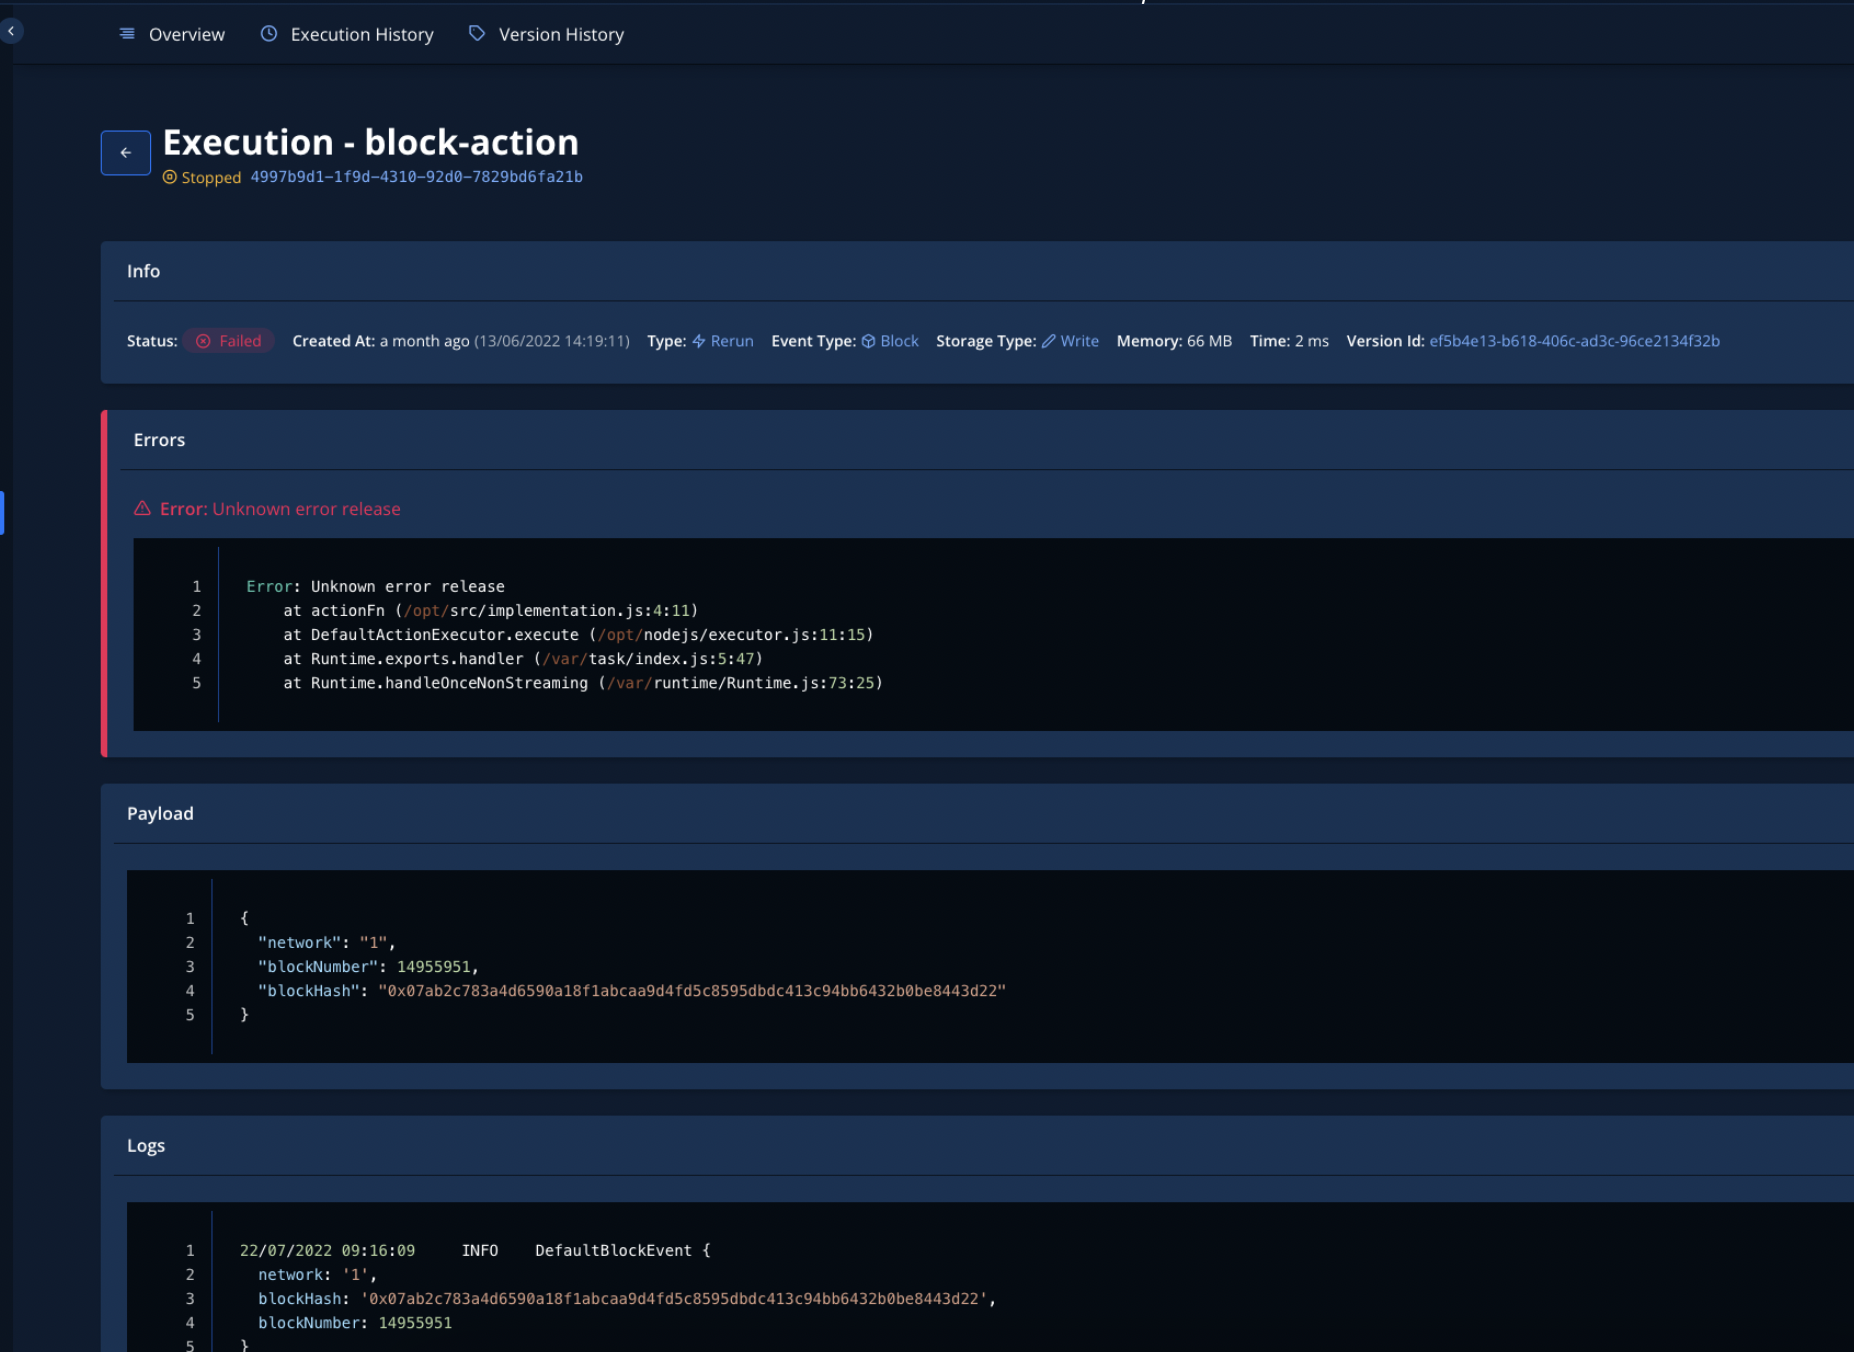 Overview Execution History Version History
Execution - block-action
Stopped 4997b9d1-1f9d-4310-92d0-7829bd6fa21b
Info
Status: Failed Created At: a month ago (13/06/2022 14:19:11) Type: Rerun Event Type: Block Storage Type: Write Memory: 66 MB Time: 2 ms Version Id: ef5b4e13-b618-406c-ad3c-96ce2134f32b
Errors
Error: Unknown error release
1 Error: Unknown error release
2 at actionFn (/opt/src/implementation.js:4:11)
3 at DefaultActionExecutor.execute (/opt/nodejs/executor.js:11:15)
4 at Runtime.exports.handler (/var/task/index.js:5:47)
5 at Runtime.handleOnceNonStreaming (/var/runtime/Runtime.js:73:25)
Payload
1 {
2 "network": "1",
3 "blockNumber": 14955951,
4 "blockHash": "0x07ab2c783a4d6590a18f1abcaa9d4fd5c8595dbdc413c94bb6432b0be8443d22"
5 }
Logs
1 22/07/2022 09:16:09 INFO DefaultBlockEvent {
2 network: '1',
3 blockHash: '0x07ab2c783a4d6590a18f1abcaa9d4fd5c8595dbdc413c94bb6432b0be8443d22',
4 blockNumber: 14955951
5 }